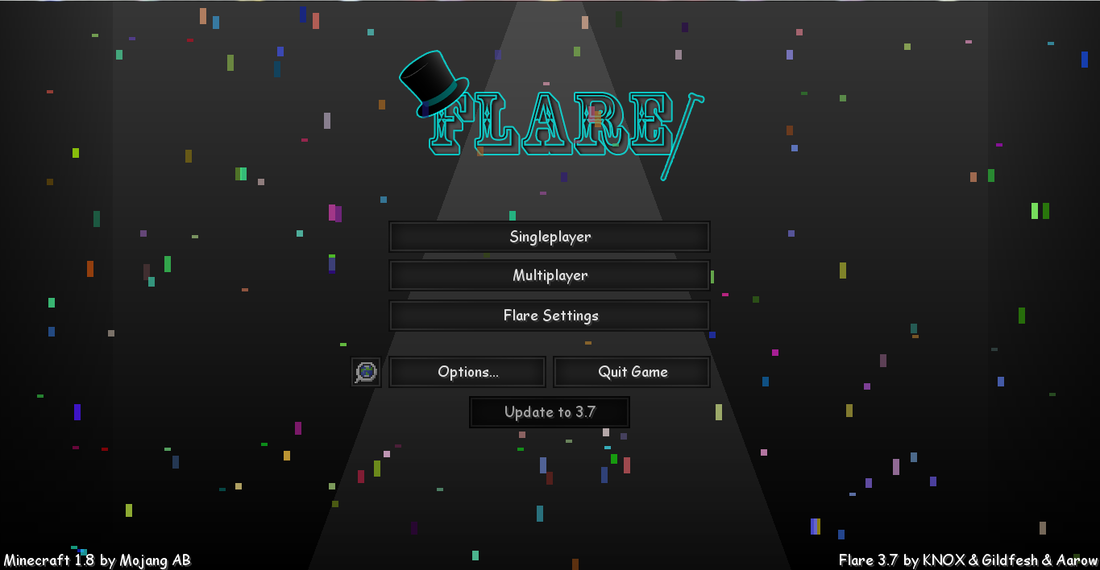 FLARE
Singleplayer
Multiplayer
Flare Settings
Options...
Quit Game
Update to 3.7
Minecraft 1.8 by Mojang AB
Flare 3.7 by KNOX & Gildfesh & Aarow